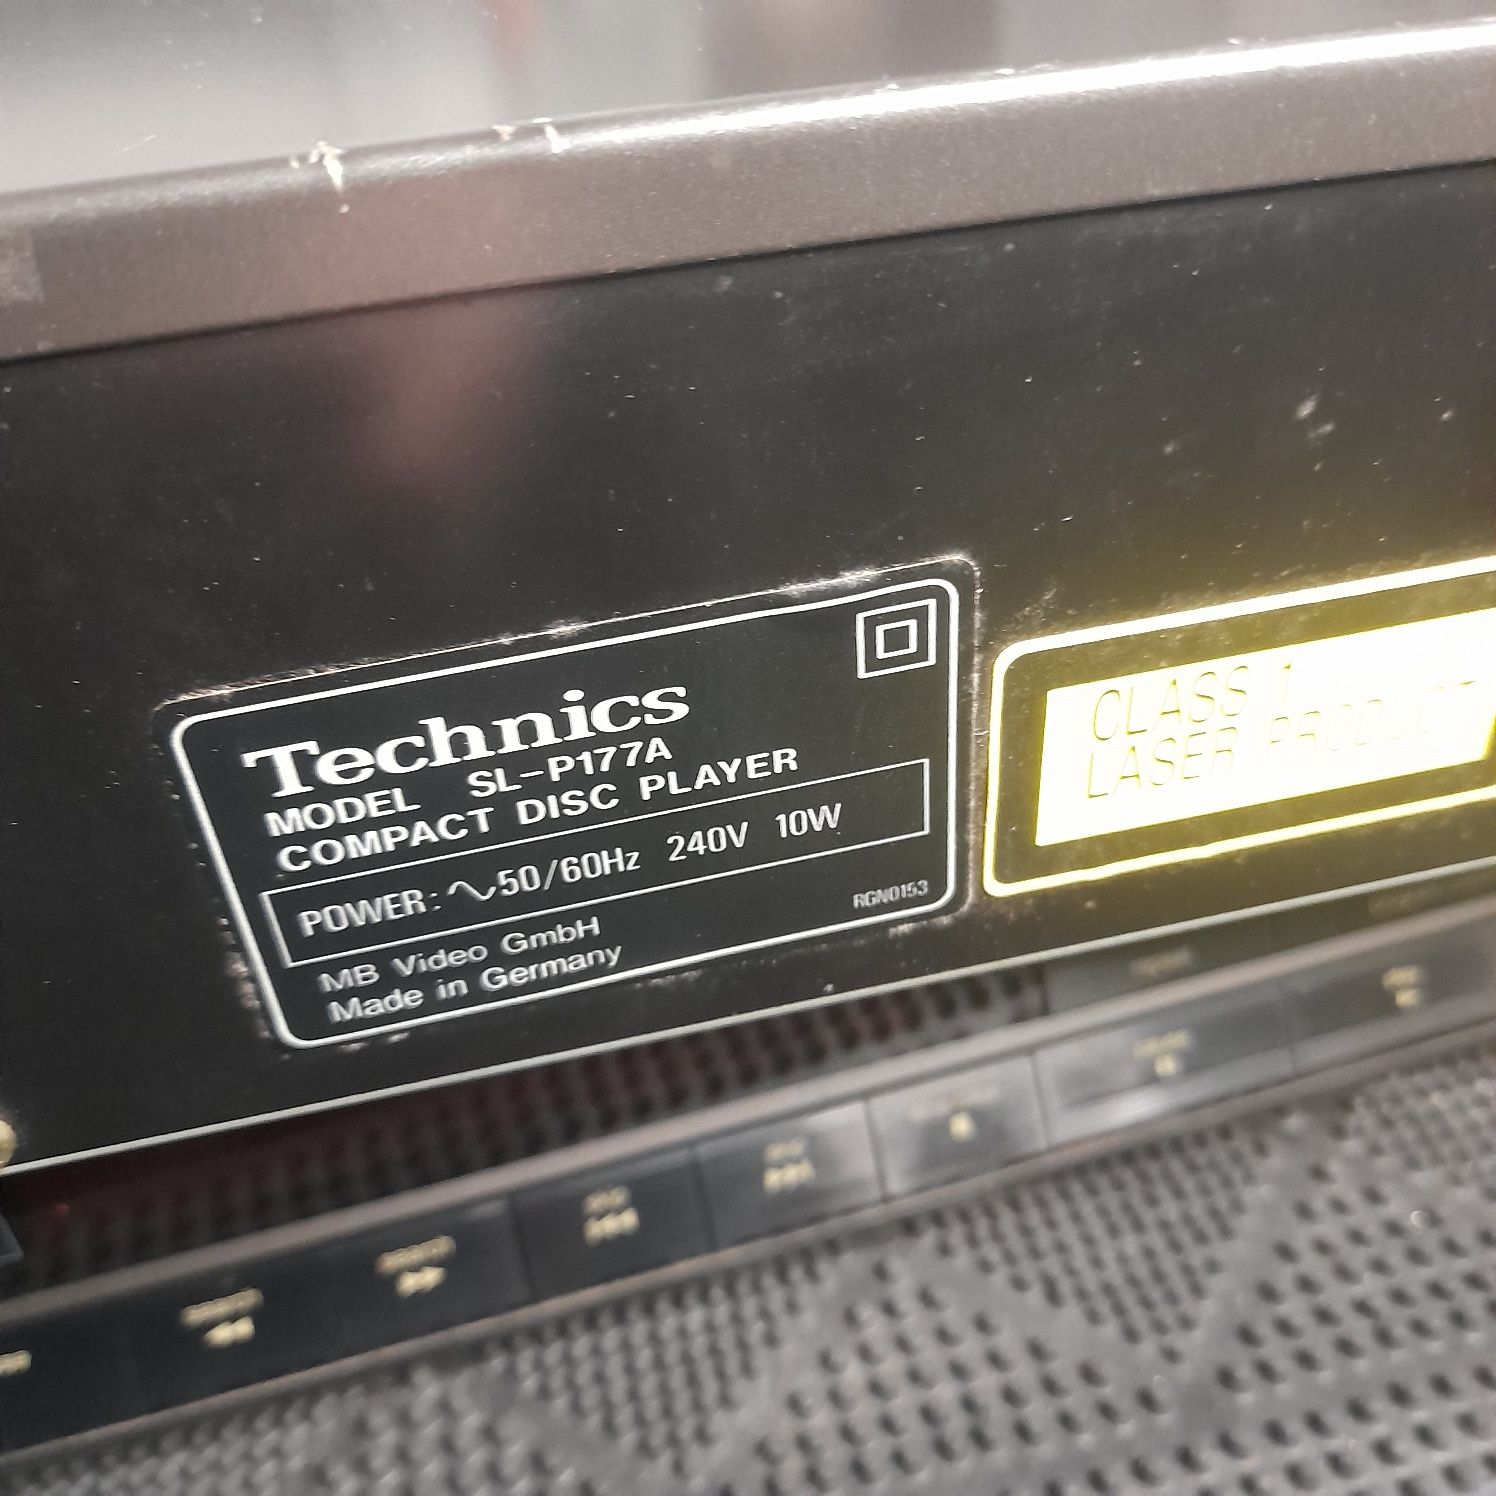 Technics
MODEL SL-P177A
COMPACT DISC PLAYER
POWER: ∿50/60Hz 240V 10W
MB Video GmbH
Made in Germany
RGN0153
CLASS 1
LASER PRODUCT